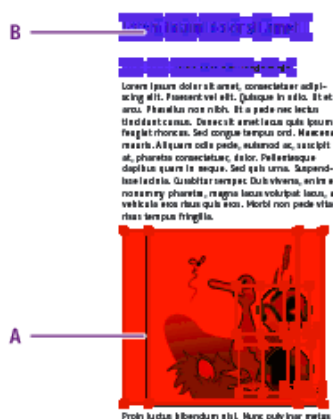 B
Lorem ipsum dolor sit amet, consectetuer adipi-
scing elit. Praesent vel elit. Quisque in odio. Ut et
arcu. Phasellus non nibh. Ut a pede nec lectus
tincidunt cursus. Donec sit amet lacus quis ipsum
feugiat rhoncus. Sed congue tempus orci. Maecena
mauris. Aliquam odio pede, euismod ac, suscipit
at, pharetra consectetuer, dolor. Pellentesque
dapibus quam in neque. Sed quis urna. Suspend-
isse lacinia. Curabitur semper. Duis viverra, enim e
nonummy pharetra, magna lacus volutpat lacus,
vehicula eros risus quis eros. Morbi non pede vita
risus tempus fringilla.
A
Proin luctus bibendum nisl. Nunc pulvinar metus